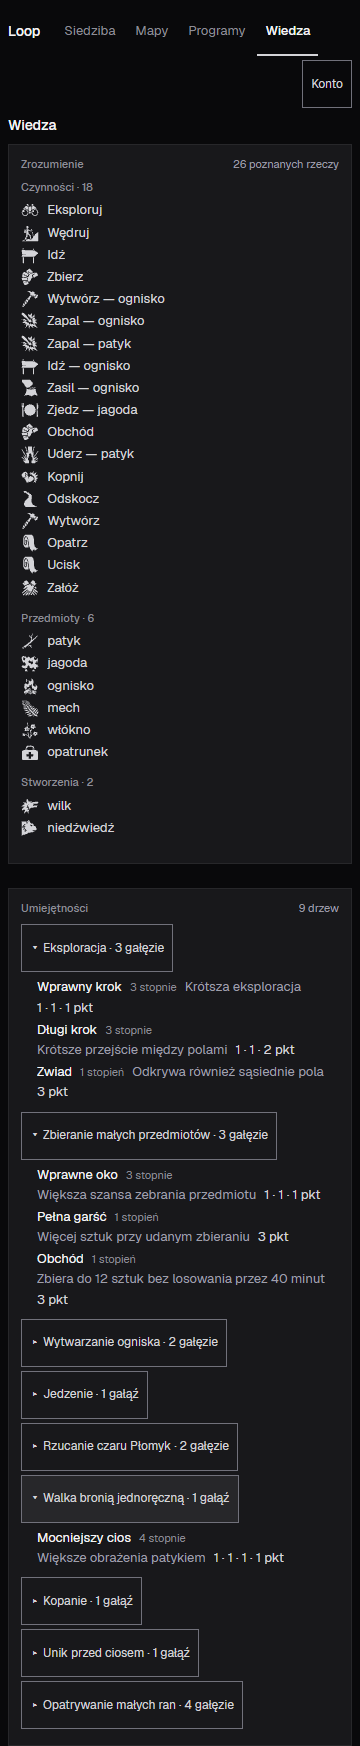 Loop Siedziba Mapy Programy Wiedza
Konto
Wiedza
Zrozumienie 26 poznanych rzeczy
Czynności · 18
Eksploruj
Wędruj
Idź
Zbierz
Wytwórz — ognisko
Zapal — ognisko
Zapal — patyk
Idź — ognisko
Zasil — ognisko
Zjedz — jagoda
Obchód
Uderz — patyk
Kopnij
Odskocz
Wytwórz
Opatrz
Ucisk
Załóż
Przedmioty · 6
patyk
jagoda
ognisko
mech
włókno
opatrunek
Stworzenia · 2
wilk
niedźwiedź
Umiejętności 9 drzew
Eksploracja · 3 gałęzie
Wprawny krok 3 stopnie Krótsza eksploracja
1 · 1 · 1 pkt
Długi krok 3 stopnie
Krótsze przejście między polami 1 · 1 · 2 pkt
Zwiad 1 stopień Odkrywa również sąsiednie pola
3 pkt
Zbieranie małych przedmiotów · 3 gałęzie
Wprawne oko 3 stopnie
Większa szansa zebrania przedmiotu 1 · 1 · 1 pkt
Pełna garść 1 stopień
Więcej sztuk przy udanym zbieraniu 3 pkt
Obchód 1 stopień
Zbiera do 12 sztuk bez losowania przez 40 minut
3 pkt
Wytwarzanie ogniska · 2 gałęzie
Jedzenie · 1 gałąź
Rzucanie czaru Płomyk · 2 gałęzie
Walka bronią jednoręczną · 1 gałąź
Mocniejszy cios 4 stopnie
Większe obrażenia patykiem 1 · 1 · 1 · 1 pkt
Kopanie · 1 gałąź
Unik przed ciosem · 1 gałąź
Opatrywanie małych ran · 4 gałęzie